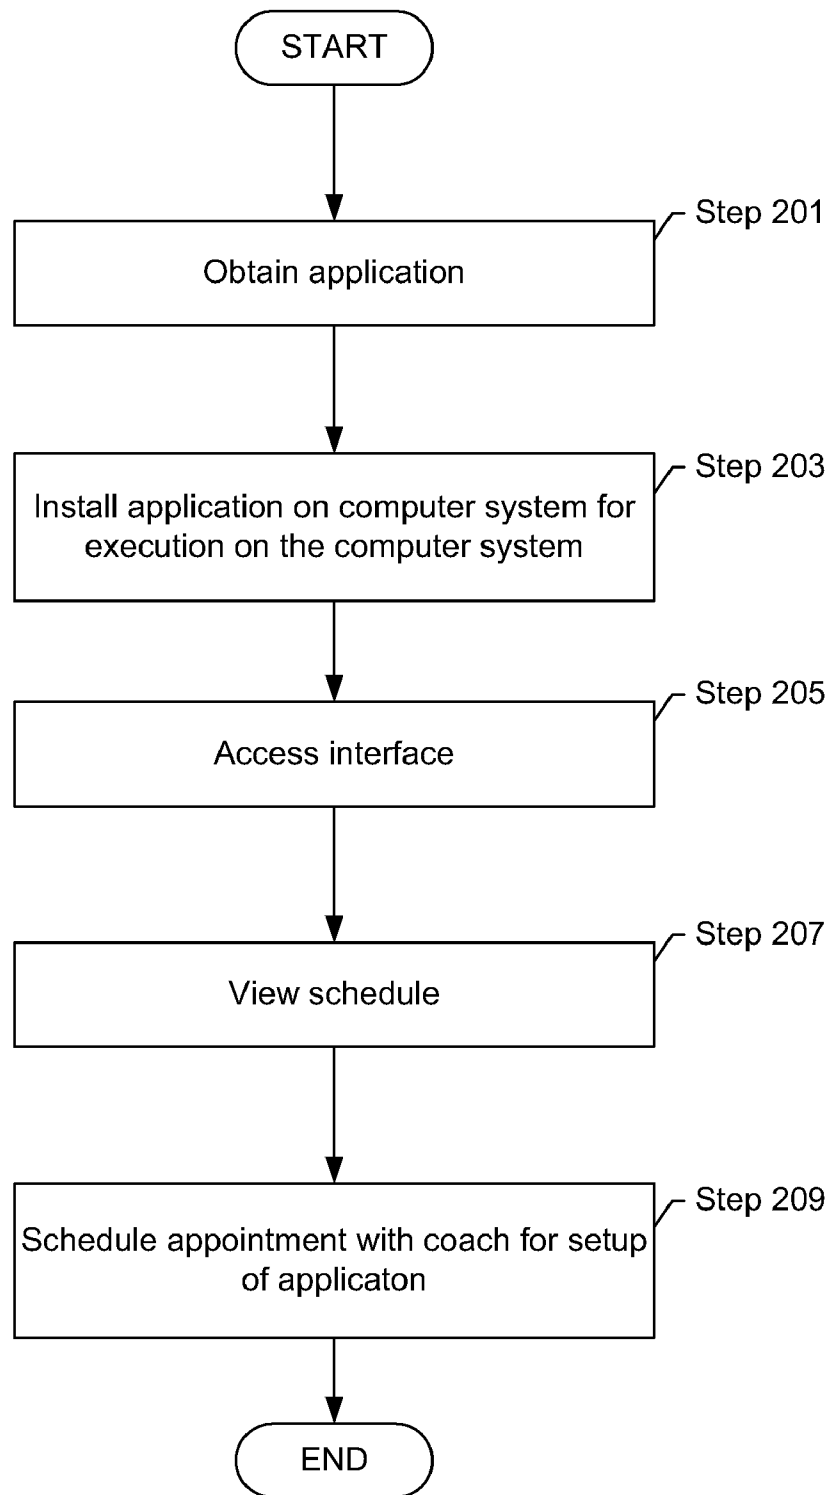 START
Step 201
Obtain application
Step 203
Install application on computer system for
execution on the computer system
Step 205
Access interface
Step 207
View schedule
Step 209
Schedule appointment with coach for setup
of applicaton
END